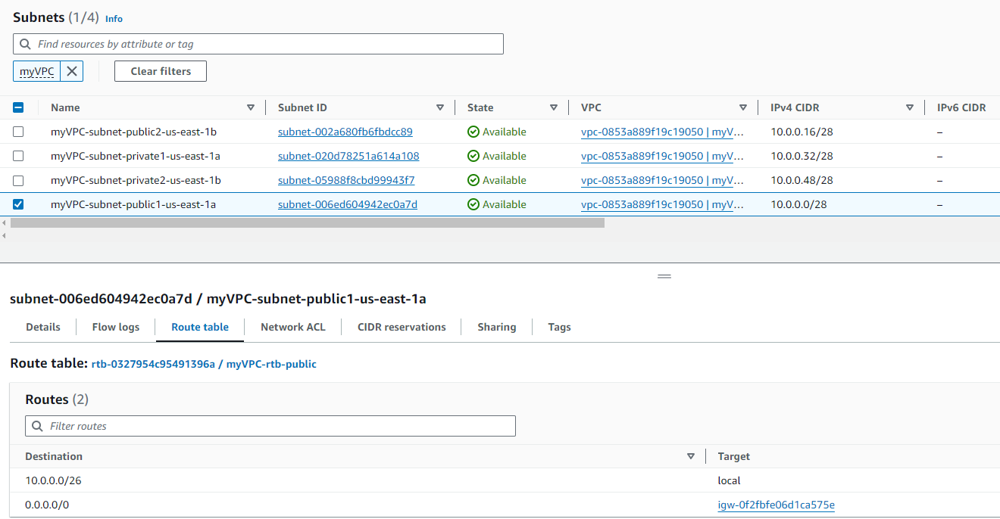 Subnets (1/4) Info
Find resources by attribute or tag
myVPC Clear filters
Name Subnet ID State VPC IPv4 CIDR IPv6 CIDR
myVPC-subnet-public2-us-east-1b subnet-002a680fb6fbdcc89 Available vpc-0853a889f19c19050 | myV... 10.0.0.16/28 –
myVPC-subnet-private1-us-east-1a subnet-020d78251a614a108 Available vpc-0853a889f19c19050 | myV... 10.0.0.32/28 –
myVPC-subnet-private2-us-east-1b subnet-05988f8cbd99943f7 Available vpc-0853a889f19c19050 | myV... 10.0.0.48/28 –
myVPC-subnet-public1-us-east-1a subnet-006ed604942ec0a7d Available vpc-0853a889f19c19050 | myV... 10.0.0.0/28 –
subnet-006ed604942ec0a7d / myVPC-subnet-public1-us-east-1a
Details Flow logs Route table Network ACL CIDR reservations Sharing Tags
Route table: rtb-0327954c95491396a / myVPC-rtb-public
Routes (2)
Filter routes
Destination Target
10.0.0.0/26 local
0.0.0.0/0 igw-0f2fbfe06d1ca575e